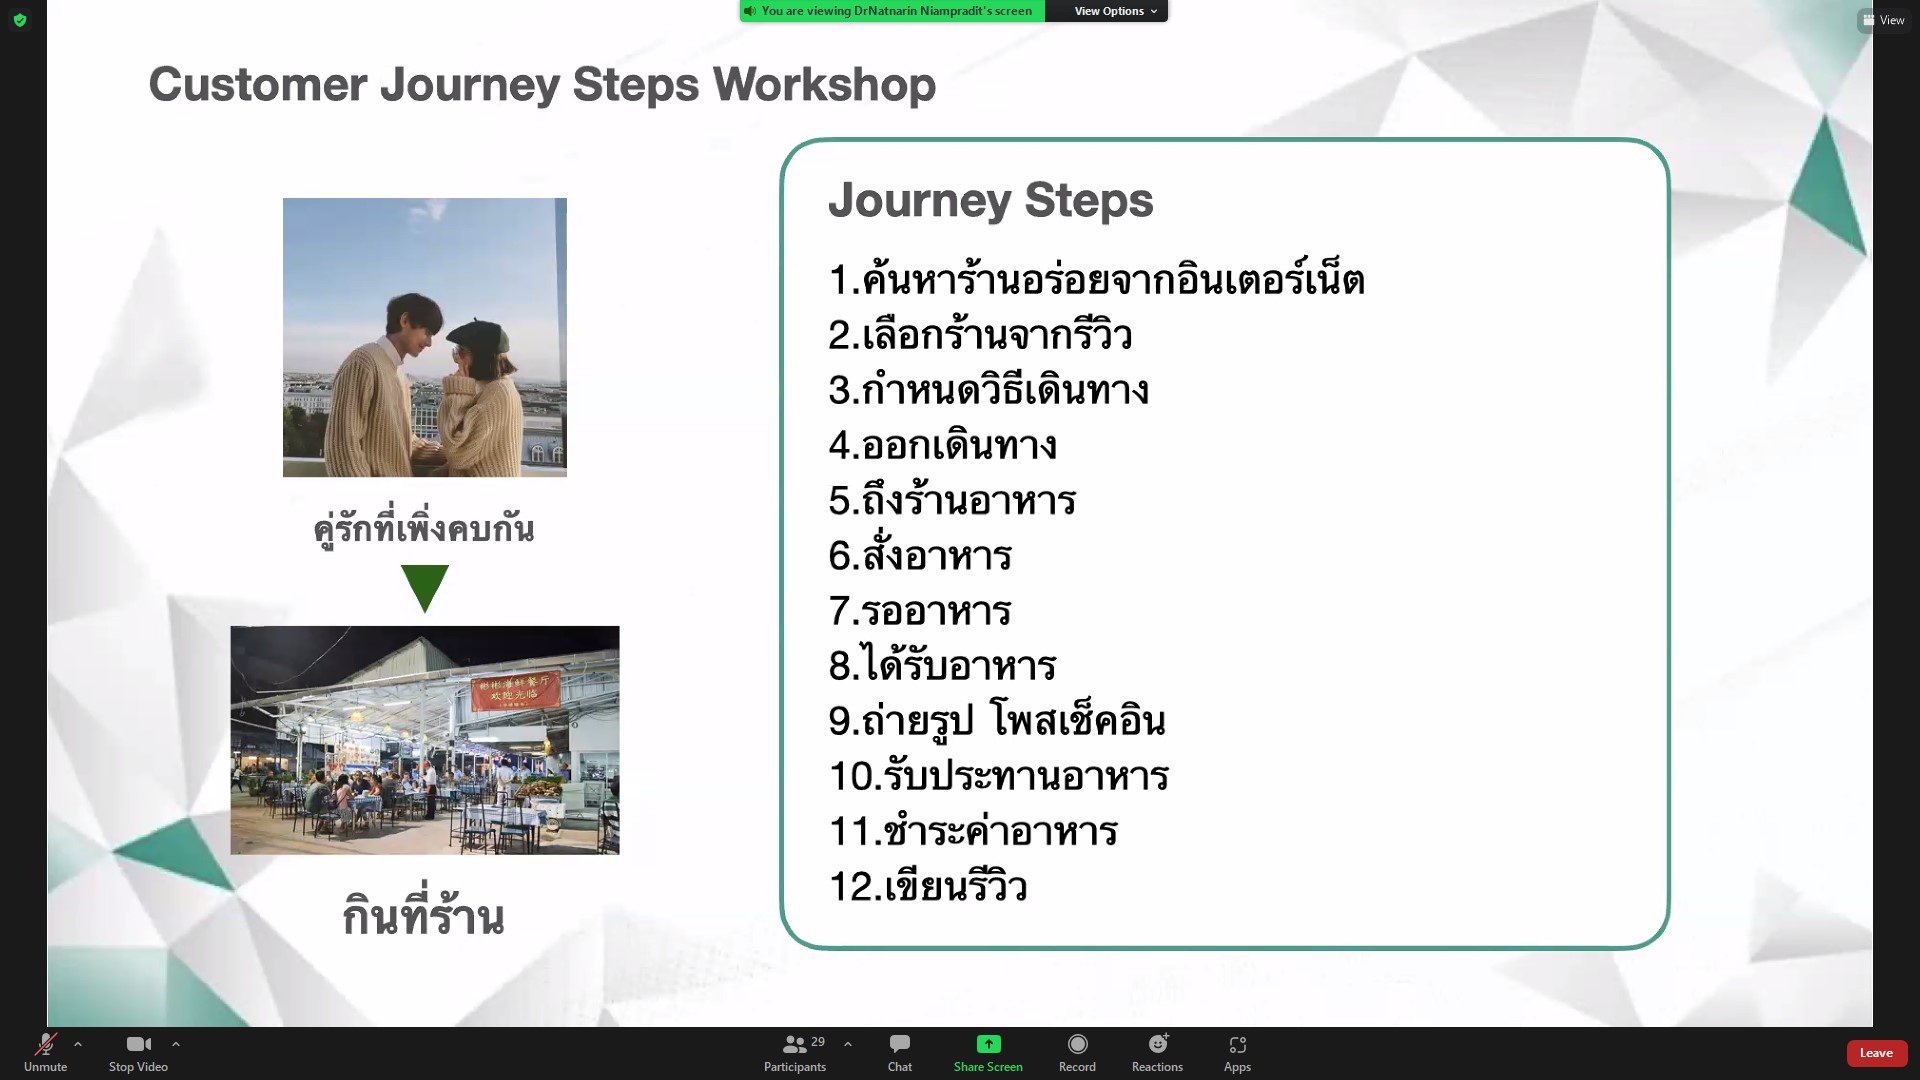 You are viewing DrNatnarin Niampradit's screen
View Options
View
Customer Journey Steps Workshop
คู่รักที่เพิ่งคบกัน
彬彬海鲜餐厅
欢迎光临
กินที่ร้าน
Journey Steps
1.ค้นหาร้านอร่อยจากอินเตอร์เน็ต
2.เลือกร้านจากรีวิว
3.กำหนดวิธีเดินทาง
4.ออกเดินทาง
5.ถึงร้านอาหาร
6.สั่งอาหาร
7.รออาหาร
8.ได้รับอาหาร
9.ถ่ายรูป โพสเช็คอิน
10.รับประทานอาหาร
11.ชำระค่าอาหาร
12.เขียนรีวิว
Unmute
Stop Video
29
Participants
Chat
Share Screen
Record
Reactions
Apps
Leave